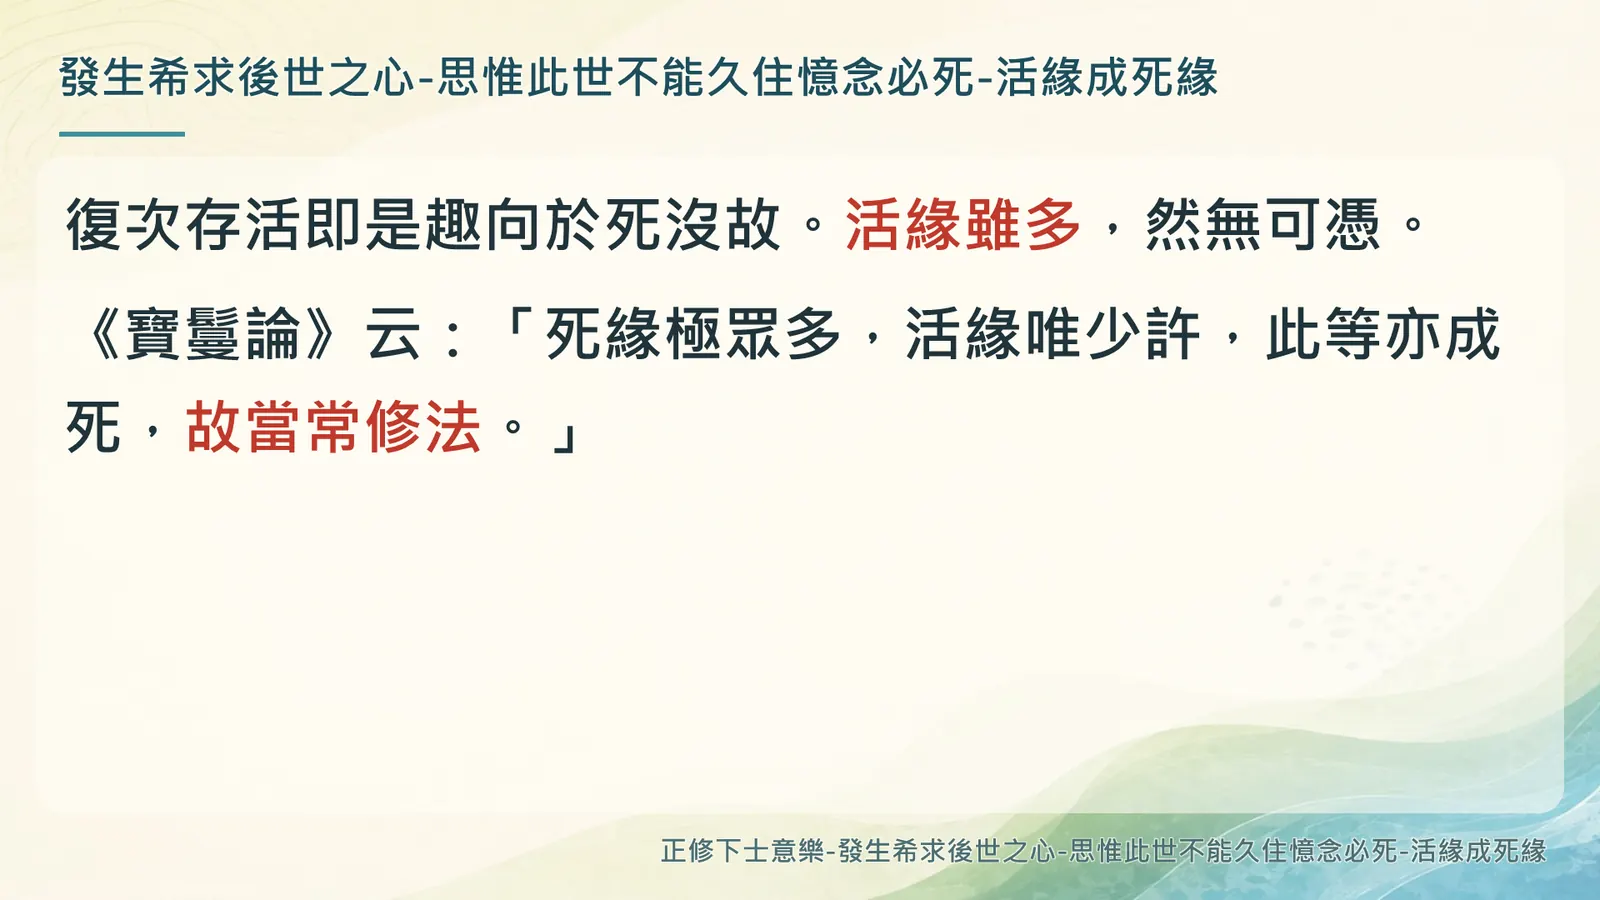 發生希求後世之心-思惟此世不能久住憶念必死-活緣成死緣
復次存活即是趣向於死沒故。活緣雖多，然無可憑。
《寶鬘論》云：「死緣極眾多，活緣唯少許，此等亦成
死，故當常修法。」
正修下士意樂-發生希求後世之心-思惟此世不能久住憶念必死-活緣成死緣